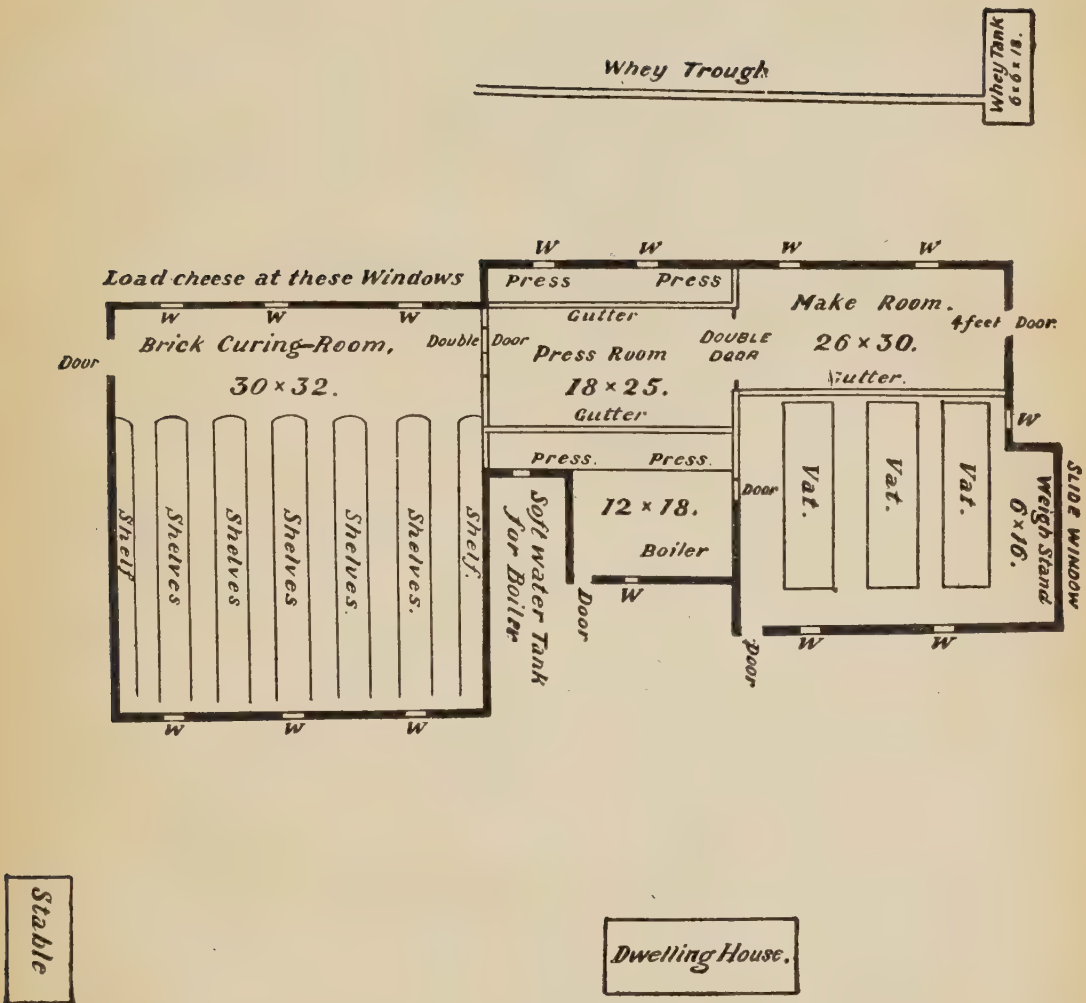 Whey Tank
6 x 6 x 18.
Whey Trough
W
W
W
W
Load cheese at these Windows
Press
Press
Make Room.
26 × 30.
4 feet Door.
W
W
W
Gutter
Door
Brick Curing-Room,
30 × 32.
Double Door
Press Room
18 × 25.
DOUBLE
DOOR
Gutter.
Gutter
W
Press.
Press.
Shelf
Shelves
Shelves
Shelves
Shelves.
Shelves.
Shelf.
Soft water Tank
for Boiler
12 × 18.
Boiler
Door
Vat.
Vat.
Vat.
Weigh Stand
6 × 16.
SLIDE WINDOW
Door
W
Door
W
W
W
W
W
Stable
Dwelling House.